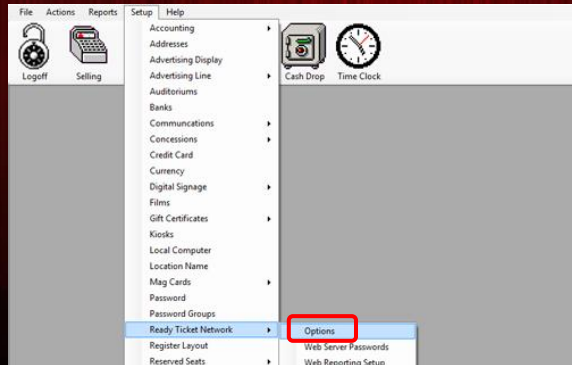 File Actions Reports Setup Help
Logoff Selling Cash Drop Time Clock
Accounting
Addresses
Advertising Display
Advertising Line
Auditoriums
Banks
Communcations
Concessions
Credit Card
Currency
Digital Signage
Films
Gift Certificates
Kiosks
Local Computer
Location Name
Mag Cards
Password
Password Groups
Ready Ticket Network
Register Layout
Reserved Seats
Options
Web Server Passwords
Web Reporting Setup